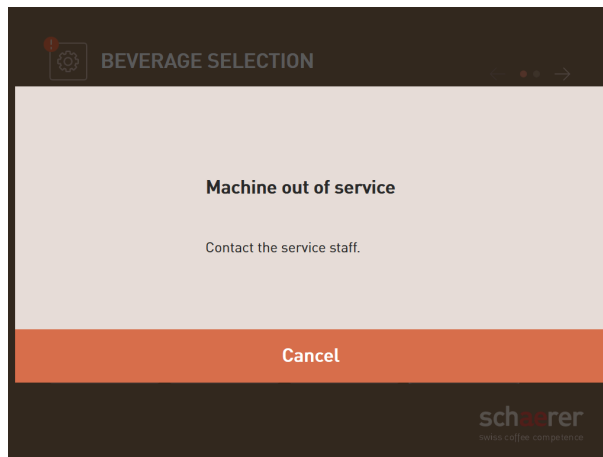 !
BEVERAGE SELECTION
← →
Machine out of service
Contact the service staff.
Cancel
schaerer
swiss coffee competence